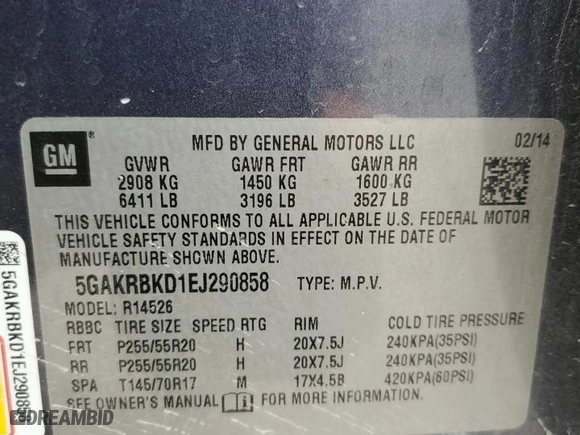 GM
MFD BY GENERAL MOTORS LLC 02/14
GVWR GAWR FRT GAWR RR
2908 KG 1450 KG 1600 KG
6411 LB 3196 LB 3527 LB
THIS VEHICLE CONFORMS TO ALL APPLICABLE U.S. FEDERAL MOTOR
VEHICLE SAFETY STANDARDS IN EFFECT ON THE DATE OF
MANUFACTURE SHOWN ABOVE.
5GAKRBKD1EJ290858 TYPE: M.P.V.
MODEL: R14526
RBBC TIRE SIZE SPEED RTG RIM COLD TIRE PRESSURE
FRT P255/55R20 H 20X7.5J 240KPA(35PSI)
RR P255/55R20 H 20X7.5J 240KPA(35PSI)
SPA T145/70R17 M 17X4.5B 420KPA(60PSI)
SEE OWNER'S MANUAL FOR MORE INFORMATION
5GAKRBKD1EJ290858
DREAMBID